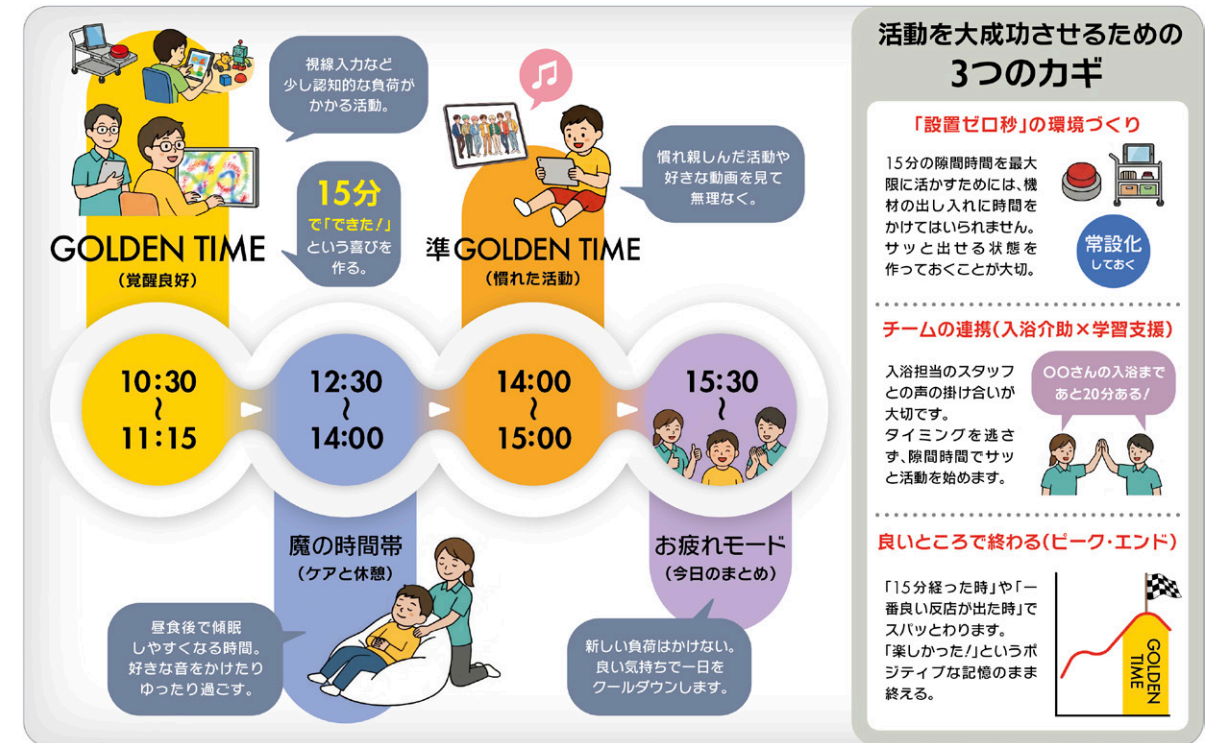 視線入力など
少し認知的な負荷が
かかる活動。
15分
で「できた!」
という喜びを
作る。
GOLDEN TIME
(覚醒良好)
慣れ親しんだ活動や
好きな動画を見て
無理なく。
準GOLDEN TIME
(慣れた活動)
10:30
~
11:15
12:30
~
14:00
14:00
~
15:00
15:30
~
魔の時間帯
(ケアと休憩)
昼食後で傾眠
しやすくなる時間。
好きな音をかけたり
ゆったり過ごす。
お疲れモード
(今日のまとめ)
新しい負荷はかけない。
良い気持ちで一日を
クールダウンします。
活動を大成功させるための
3つのカギ
「設置ゼロ秒」の環境づくり
15分の隙間時間を最大
限に活かすためには、機
材の出し入れに時間を
かけてはいられません。
サッと出せる状態を
作っておくことが大切。
常設化
しておく
チームの連携(入浴介助×学習支援)
入浴担当のスタッフ
との声の掛け合いが
大切です。
タイミングを逃さ
ず、隙間時間でサッ
と活動を始めます。
〇〇さんの入浴まで
あと20分ある!
良いところで終わる(ピーク・エンド)
「15分経った時」や「一
番良い反店が出た時」で
スパッとわります。
「楽しかった!」というポ
ジティブな記憶のまま
終える。
GOLDEN
TIME